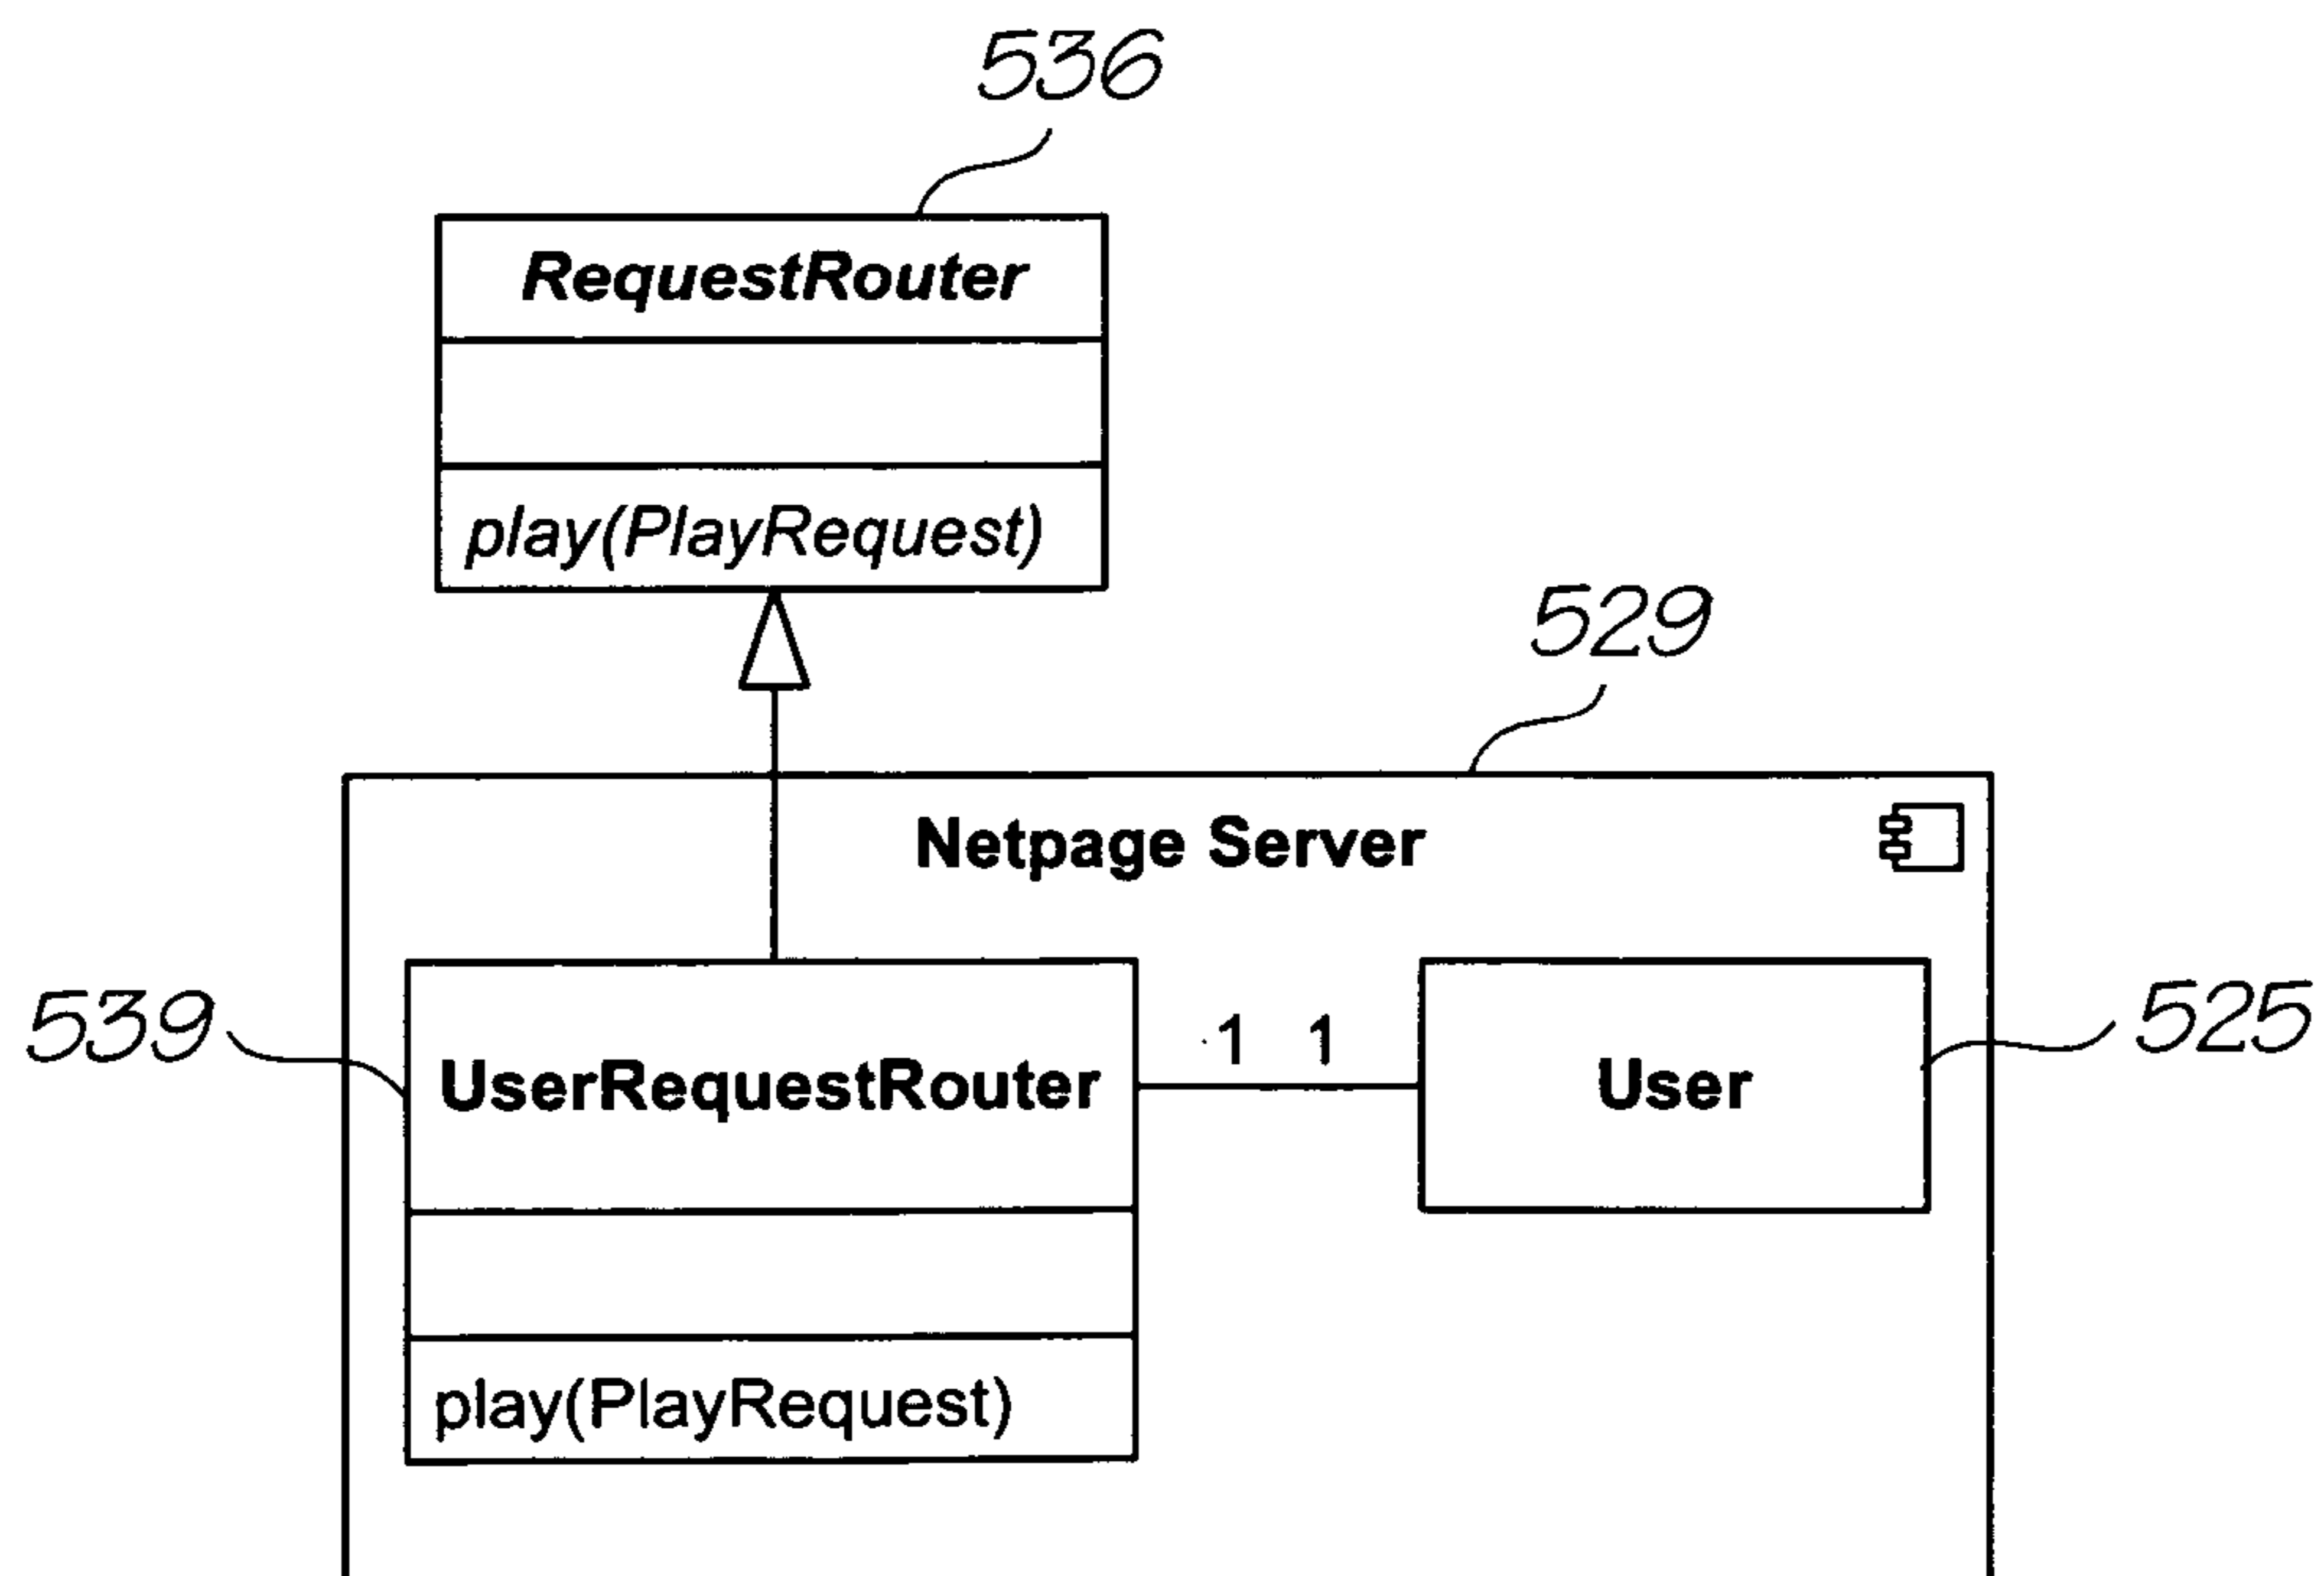 536
RequestRouter
play(PlayRequest)
529
Netpage Server
539
UserRequestRouter
1 1
User
525
play(PlayRequest)